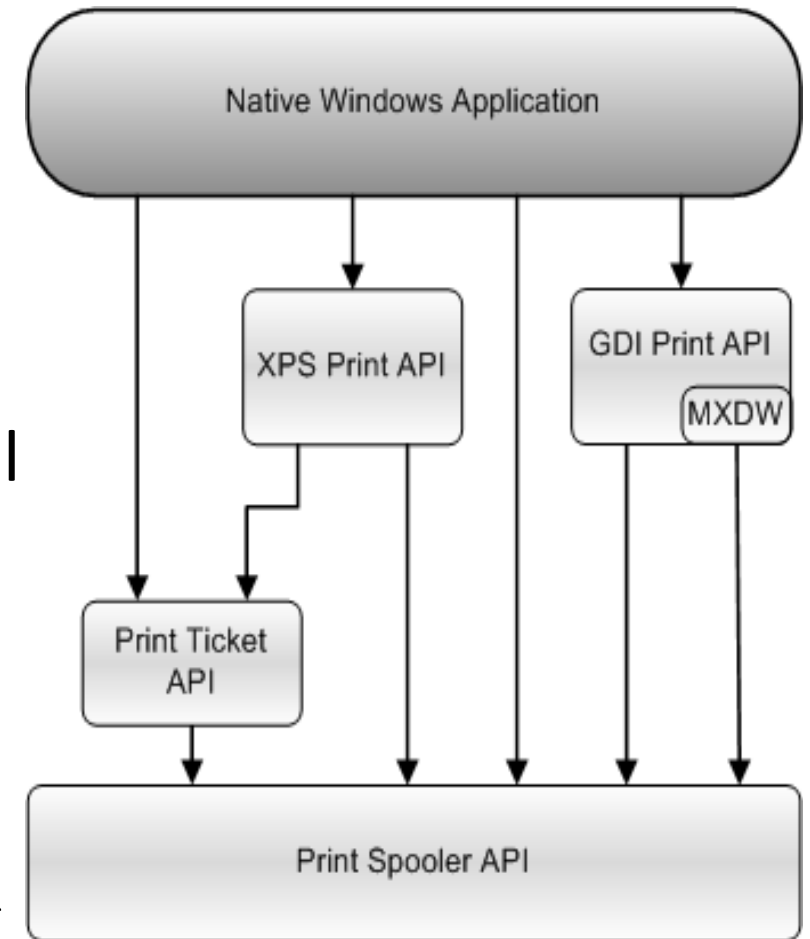 Native Windows Application
XPS Print API
GDI Print API
MXDW
Print Ticket
API
Print Spooler API